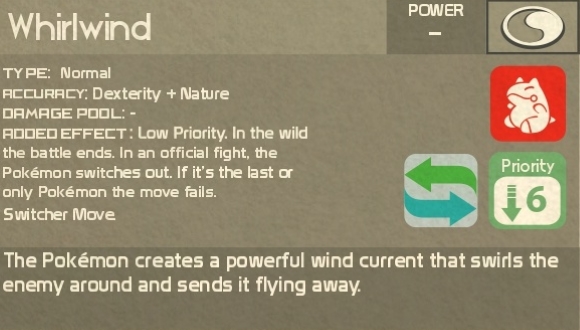 Whirlwind
POWER
–
TYPE: Normal
ACCURACY: Dexterity + Nature
DAMAGE POOL: -
ADDED EFFECT: Low Priority. In the wild
the battle ends. In an official fight, the
Pokémon switches out. If it's the last or
only Pokémon the move fails.
Switcher Move.
Priority
6
The Pokémon creates a powerful wind current that swirls the
enemy around and sends it flying away.